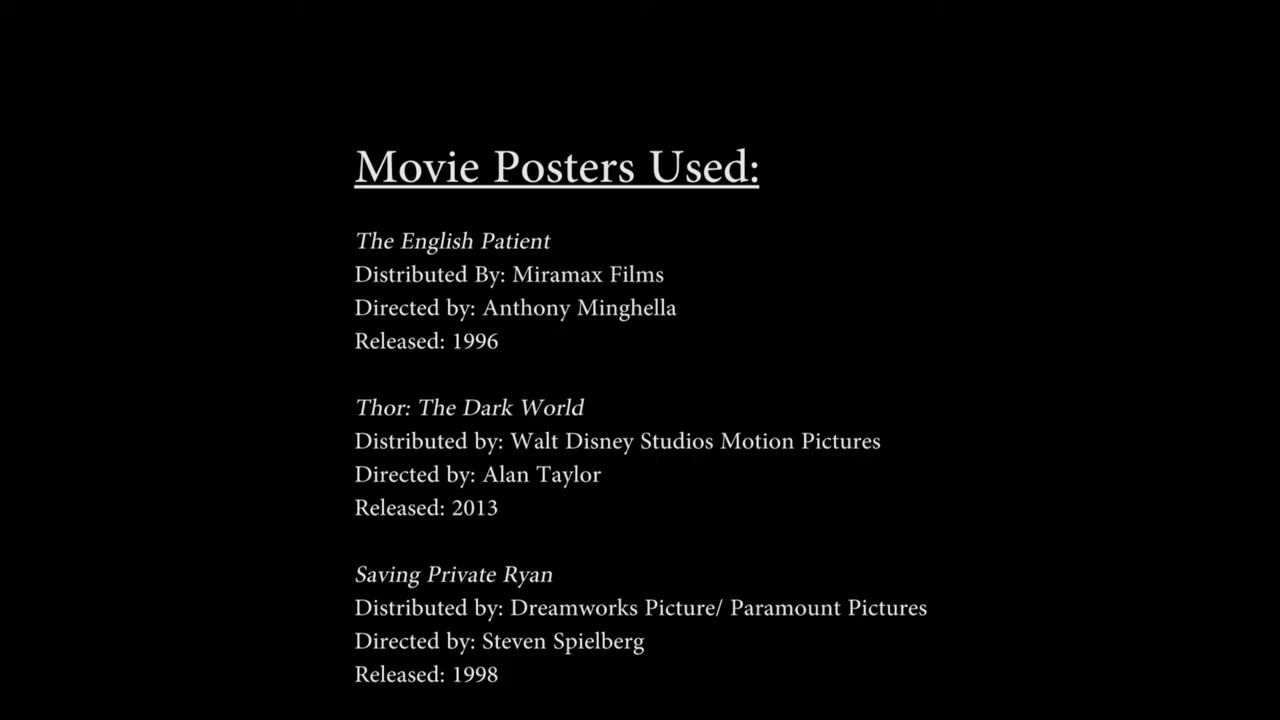 Movie Posters Used:
The English Patient
Distributed By: Miramax Films
Directed by: Anthony Minghella
Released: 1996
Thor: The Dark World
Distributed by: Walt Disney Studios Motion Pictures
Directed by: Alan Taylor
Released: 2013
Saving Private Ryan
Distributed by: Dreamworks Picture/ Paramount Pictures
Directed by: Steven Spielberg
Released: 1998